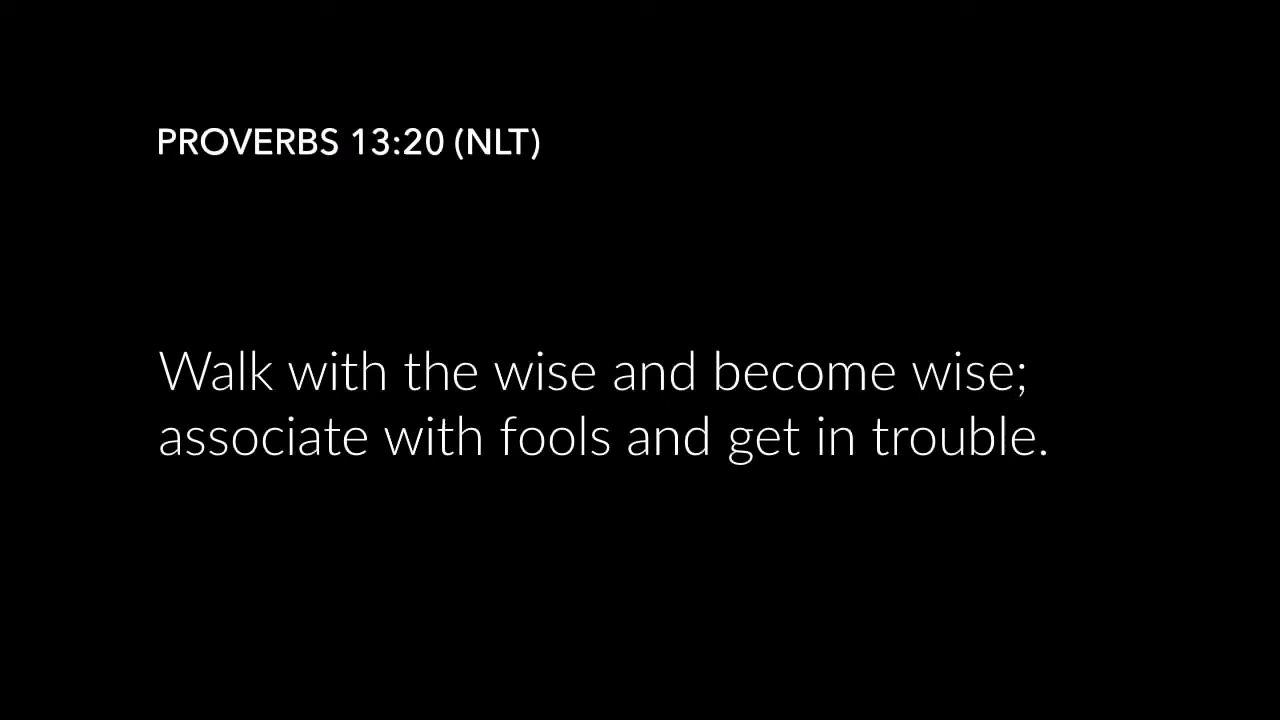 PROVERBS 13:20 (NLT)
Walk with the wise and become wise;
associate with fools and get in trouble.